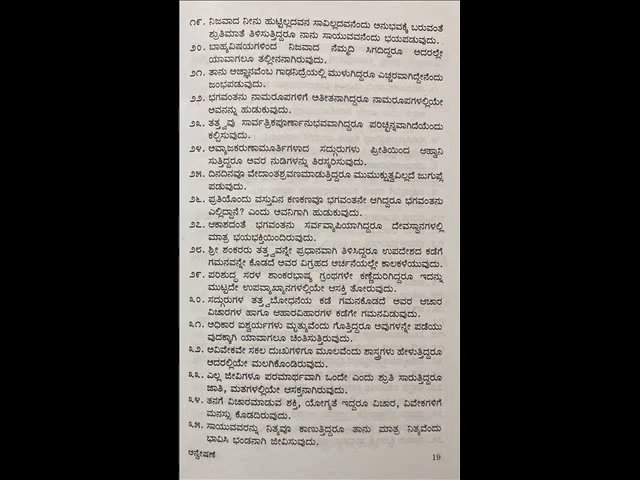 ೧೯. ನಿಜವಾದ ನೀನು ಹುಟ್ಟಿಲ್ಲದವನ ಸಾವಿಲ್ಲದವನೆಂದು ಅನುಭವಕ್ಕೆ ಬರುವಂತೆ
ಶ್ರುತಿಮಾತೆ ತಿಳಿಸುತ್ತಿದ್ದರೂ ನಾನು ಸಾಯುವವನೆಂದು ಭಯಪಡುವುದು.
೨೦. ಬಾಹ್ಯವಿಷಯಗಳಿಂದ ನಿಜವಾದ ನೆಮ್ಮದಿ ಸಿಗದಿದ್ದರೂ ಅದರಲ್ಲೇ
ಯಾವಾಗಲೂ ತಲ್ಲೀನನಾಗಿರುವುದು.
೨೧. ತಾನು ಅಜ್ಞಾನವೆಂಬ ಗಾಢನಿದ್ರೆಯಲ್ಲಿ ಮುಳುಗಿದ್ದರೂ ಎಚ್ಚರವಾಗಿದ್ದೇನೆಂದು
ಜಂಭಪಡುವುದು.
೨೨. ಭಗವಂತನು ನಾಮರೂಪಗಳಿಗೆ ಅತೀತನಾಗಿದ್ದರೂ ನಾಮರೂಪಗಳಲ್ಲಿಯೇ
ಅವನನ್ನು ಹುಡುಕುವುದು.
೨೩. ತತ್ತ್ವವು ಸಾರ್ವತ್ರಿಕಪೂರ್ಣಾನುಭವವಾಗಿದ್ದರೂ ಪರಿಚ್ಛಿನ್ನವಾಗಿದೆಯೆಂದು
ಕಲ್ಪಿಸುವುದು.
೨೪. ಅವ್ಯಾಜಕರುಣಾಮೂರ್ತಿಗಳಾದ ಸದ್ಗುರುಗಳು ಪ್ರೀತಿಯಿಂದ ಆಹ್ವಾನಿ
ಸುತ್ತಿದ್ದರೂ ಅವರ ನುಡಿಗಳನ್ನು ತಿರಸ್ಕರಿಸುವುದು.
೨೫. ದಿನದಿನವೂ ವೇದಾಂತಶ್ರವಣಮಾಡುತ್ತಿದ್ದರೂ ಮುಮುಕ್ಷುತ್ವವಿಲ್ಲದೆ ಜುಗುಪ್ಸೆ
ಪಡುವುದು.
೨೬. ಪ್ರತಿಯೊಂದು ವಸ್ತುವಿನ ಕಣಕಣವೂ ಭಗವಂತನೇ ಆಗಿದ್ದರೂ ಭಗವಂತನು
ಎಲ್ಲಿದ್ದಾನೆ? ಎಂದು ಅವನಿಗಾಗಿ ಹುಡುಕುವುದು.
೨೭. ಆಕಾಶದಂತೆ ಭಗವಂತನು ಸರ್ವವ್ಯಾಪಿಯಾಗಿದ್ದರೂ ದೇವಸ್ಥಾನಗಳಲ್ಲಿ
ಮಾತ್ರ ಭಯಭಕ್ತಿಯಿಂದಿರುವುದು.
೨೮. ಶ್ರೀ ಶಂಕರರು ತತ್ತ್ವವನ್ನೇ ಪ್ರಧಾನವಾಗಿ ತಿಳಿಸಿದ್ದರೂ ಉಪದೇಶದ ಕಡೆಗೆ
ಗಮನವನ್ನೇ ಕೊಡದೆ ಅವರ ವಿಗ್ರಹದ ಅರ್ಚನೆಯಲ್ಲೇ ಕಾಲಕಳೆಯುವುದು.
೨೯. ಪರಿಶುದ್ಧ ಸರಳ ಶಾಂಕರಭಾಷ್ಯ ಗ್ರಂಥಗಳೇ ಕಣ್ಣೆದುರಿಗಿದ್ದರೂ ಇದನ್ನು
ಮುಟ್ಟದೇ ಉಪವ್ಯಾಖ್ಯಾನಗಳಲ್ಲಿಯೇ ಆಸಕ್ತಿ ತೋರುವುದು.
೩೦. ಸದ್ಗುರುಗಳ ತತ್ತ್ವಬೋಧನೆಯ ಕಡೆ ಗಮನಕೊಡದೆ ಅವರ ಆಚಾರ
ವಿಚಾರಗಳ ಹಾಗೂ ಆಹಾರವಿಹಾರಗಳ ಕಡೆಗೇ ಗಮನವಿಡುವುದು.
೩೧. ಅಧಿಕಾರ ಐಶ್ವರ್ಯಗಳು ಮೃತ್ಯುವೆಂದು ಗೊತ್ತಿದ್ದರೂ ಅವುಗಳನ್ನೇ ಪಡೆಯು
ವುದಕ್ಕಾಗಿ ಯಾವಾಗಲೂ ಚಿಂತಿಸುತ್ತಿರುವುದು.
೩೨. ಅವಿವೇಕವೇ ಸಕಲ ದುಃಖಗಳಿಗೂ ಮೂಲವೆಂದು ಶಾಸ್ತ್ರಗಳು ಹೇಳುತ್ತಿದ್ದರೂ
ಅದರಲ್ಲಿಯೇ ಮಲಗಿಕೊಂಡಿರುವುದು.
೩೩. ಎಲ್ಲ ಜೀವಿಗಳೂ ಪರಮಾರ್ಥವಾಗಿ ಒಂದೇ ಎಂದು ಶ್ರುತಿ ಸಾರುತ್ತಿದ್ದರೂ
ಜಾತಿ, ಮತಗಳಲ್ಲಿಯೇ ಆಸಕ್ತನಾಗಿರುವುದು.
೩೪. ತನಗೆ ವಿಚಾರಮಾಡುವ ಶಕ್ತಿ, ಯೋಗ್ಯತೆ ಇದ್ದರೂ ವಿಚಾರ, ವಿವೇಕಗಳಿಗೆ
ಮನಸ್ಸು ಕೊಡದಿರುವುದು.
೩೫. ಸಾಯುವವರನ್ನು ನಿತ್ಯವೂ ಕಾಣುತ್ತಿದ್ದರೂ ತಾನು ಮಾತ್ರ ನಿತ್ಯವೆಂದು
ಭಾವಿಸಿ ಭಂಡನಾಗಿ ಜೀವಿಸುವುದು.
ಅನ್ವೇಷಣೆ 19